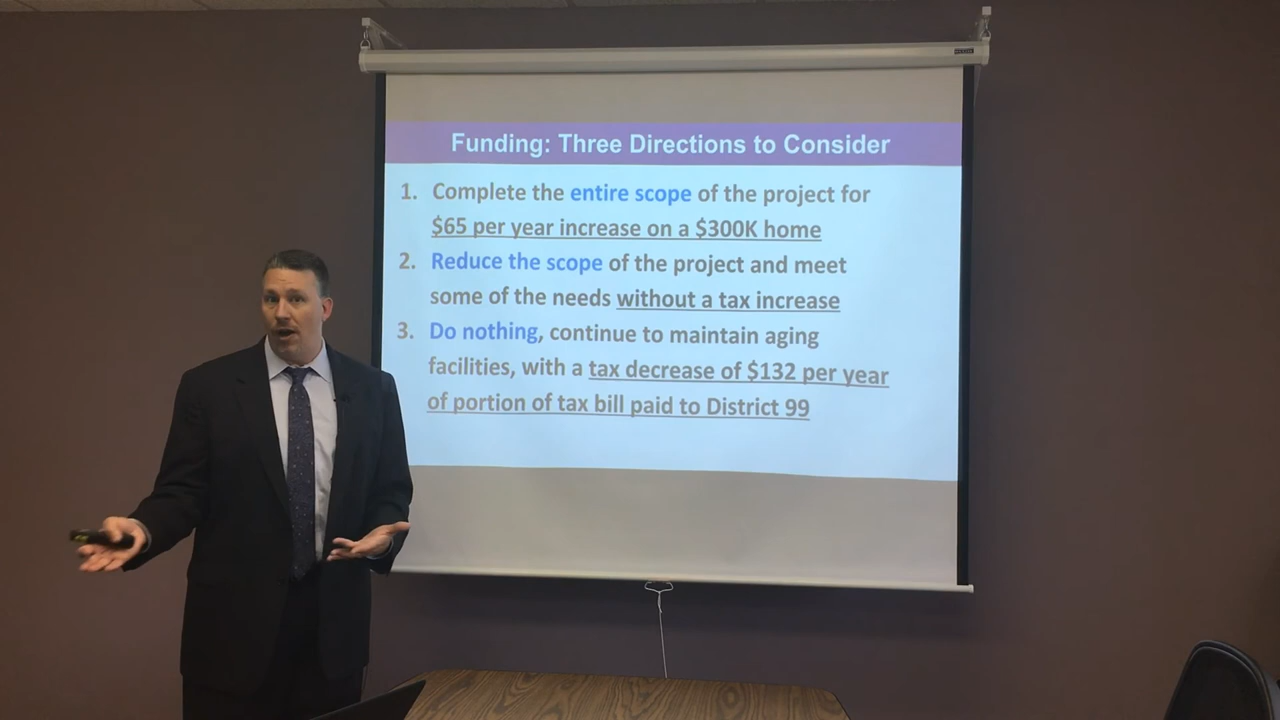 Funding: Three Directions to Consider
1. Complete the entire scope of the project for
$65 per year increase on a $300K home
2. Reduce the scope of the project and meet
some of the needs without a tax increase
3. Do nothing, continue to maintain aging
facilities, with a tax decrease of $132 per year
of portion of tax bill paid to District 99